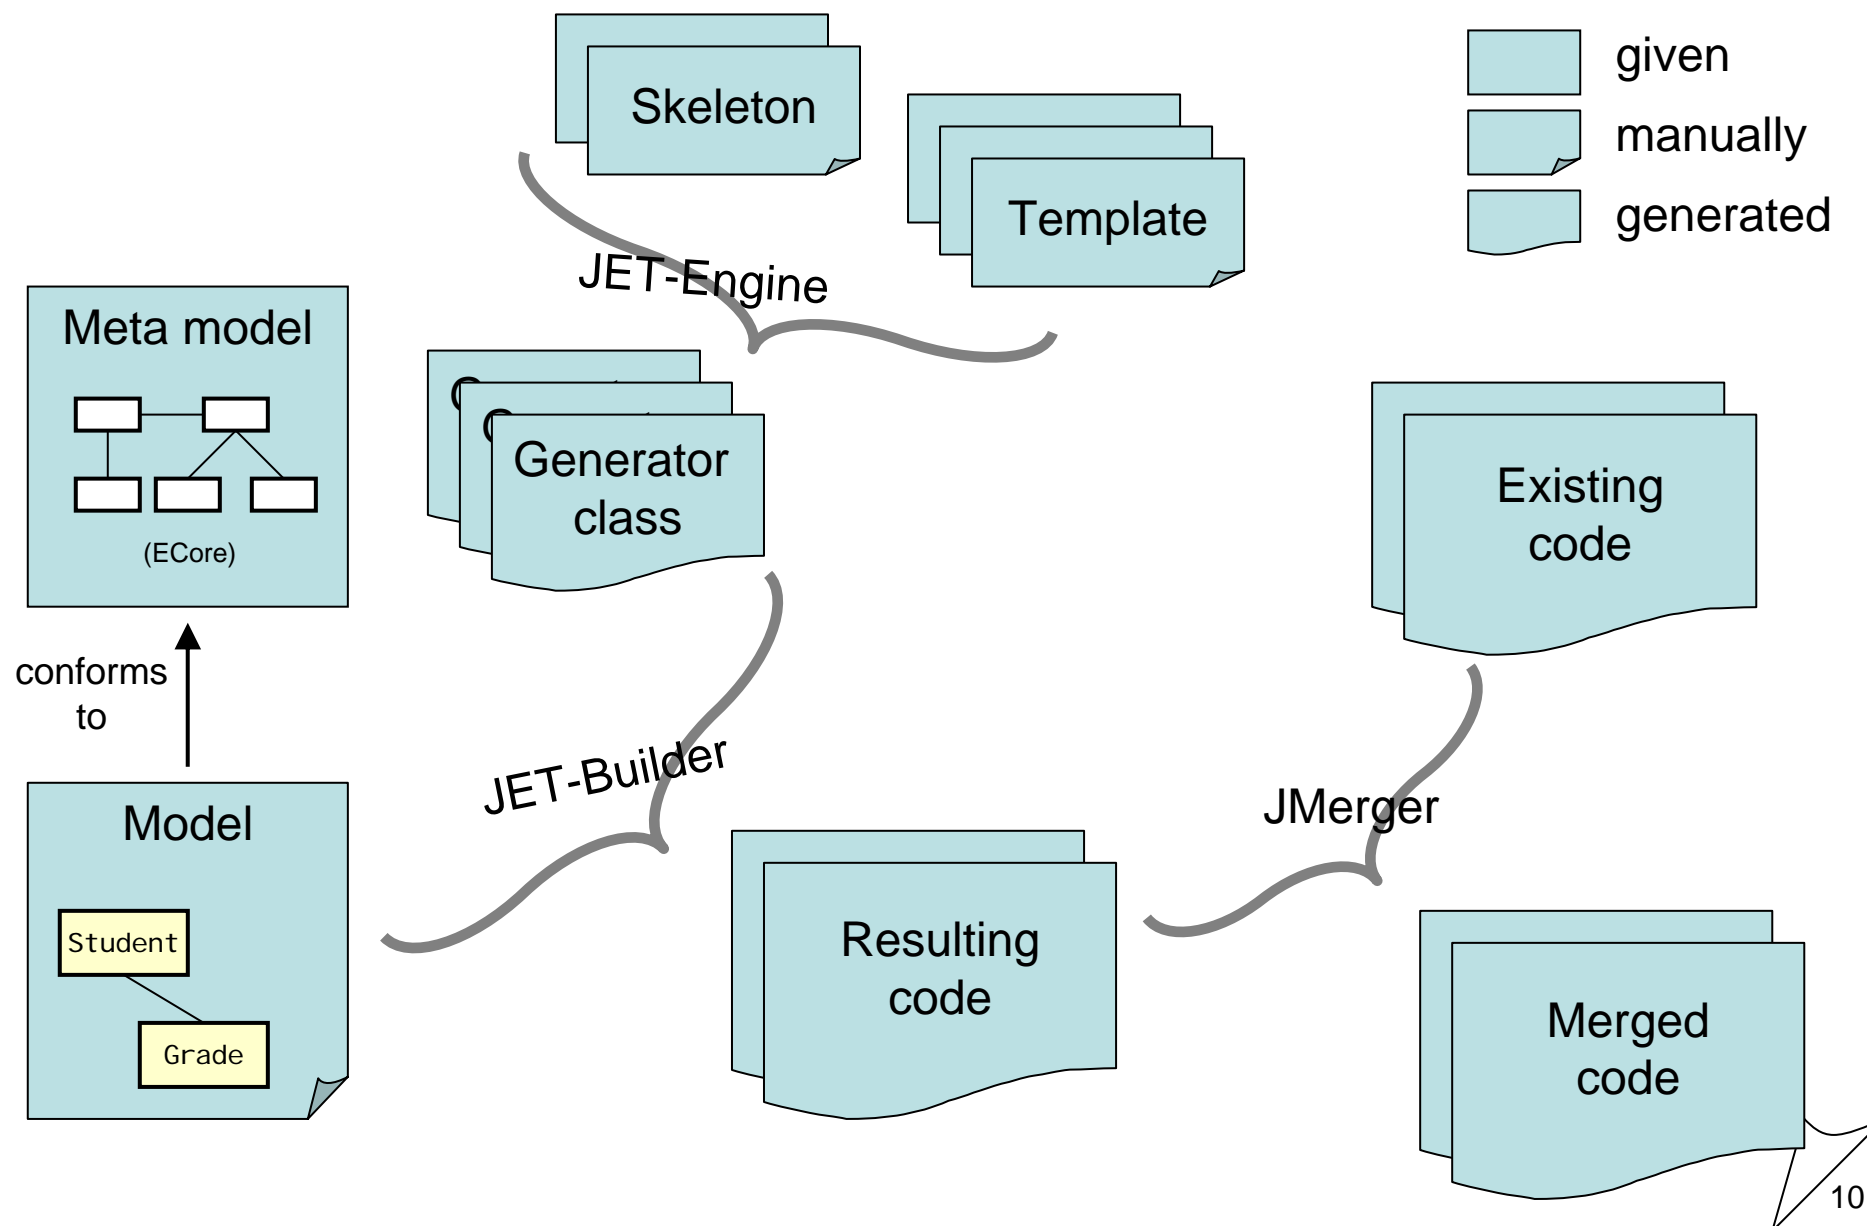 Skeleton
Template
JET-Engine
given
manually
generated
Meta model
(ECore)
Generator
class
Existing
code
conforms
to
JET-Builder
JMerger
Model
Student
Grade
Resulting
code
Merged
code
10